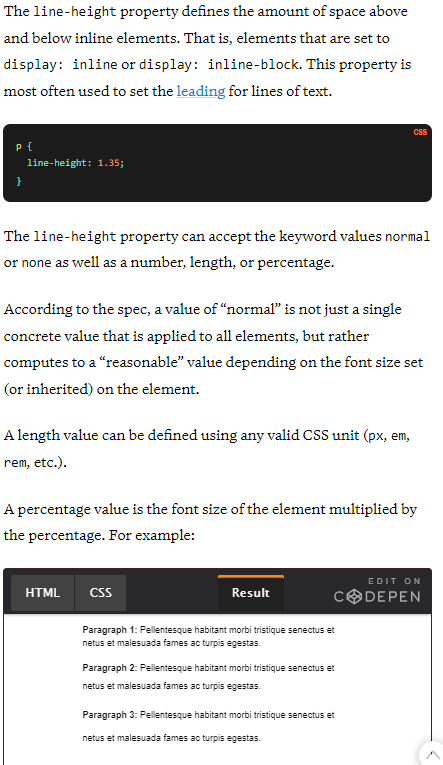 The line-height property defines the amount of space above
and below inline elements. That is, elements that are set to
display: inline or display: inline-block. This property is
most often used to set the leading for lines of text.
CSS
p {
line-height: 1.35;
}
The line-height property can accept the keyword values normal
or none as well as a number, length, or percentage.
According to the spec, a value of “normal” is not just a single
concrete value that is applied to all elements, but rather
computes to a “reasonable” value depending on the font size set
(or inherited) on the element.
A length value can be defined using any valid CSS unit (px, em,
rem, etc.).
A percentage value is the font size of the element multiplied by
the percentage. For example:
EDIT ON
HTML CSS Result CODEPEN
Paragraph 1: Pellentesque habitant morbi tristique senectus et
netus et malesuada fames ac turpis egestas.
Paragraph 2: Pellentesque habitant morbi tristique senectus et
netus et malesuada fames ac turpis egestas.
Paragraph 3: Pellentesque habitant morbi tristique senectus et
netus et malesuada fames ac turpis egestas.